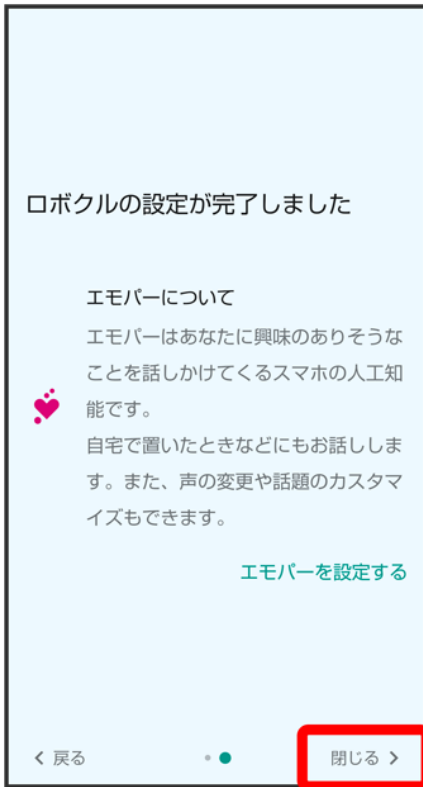 ロボクルの設定が完了しました
エモパーについて
エモパーはあなたに興味のありそうな
ことを話しかけてくるスマホの人工知
能です。
自宅で置いたときなどにもお話ししま
す。また、声の変更や話題のカスタマ
イズもできます。
エモパーを設定する
戻る
閉じる